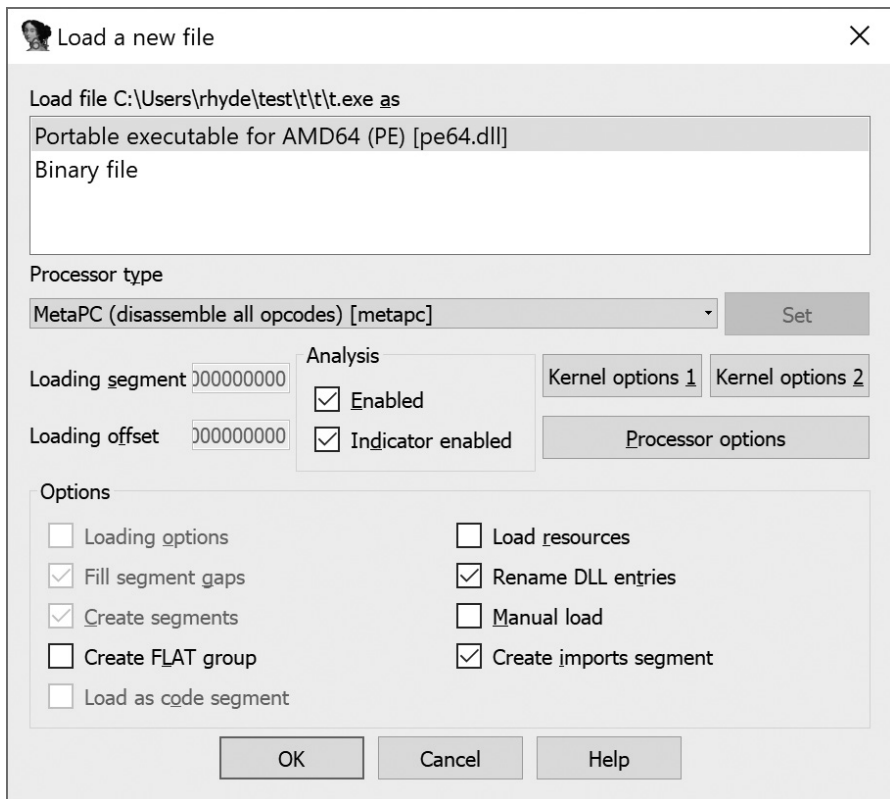 Load a new file
Load file C:\Users\rhyde\test\t\t\t.exe as
Portable executable for AMD64 (PE) [pe64.dll]
Binary file
Processor type
MetaPC (disassemble all opcodes) [metapc]
Set
Loading segment 000000000
Loading offset 000000000
Analysis
Enabled
Indicator enabled
Kernel options 1
Kernel options 2
Processor options
Options
Loading options
Fill segment gaps
Create segments
Create FLAT group
Load as code segment
Load resources
Rename DLL entries
Manual load
Create imports segment
OK
Cancel
Help